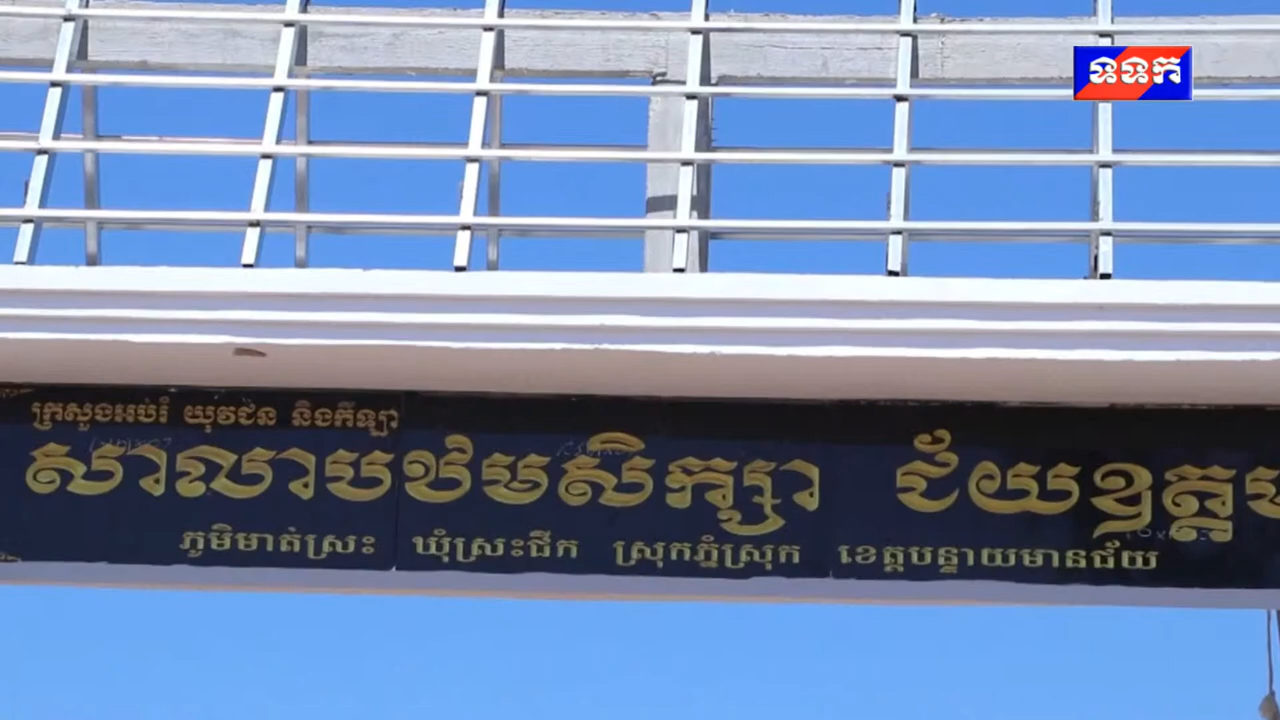 ទទក
ក្រសួងអប់រំ យុវជន និងកីឡា
សាលាបឋមសិក្សា ជ័យឧត្តម
ភូមិមាត់ស្រះ ឃុំស្រះជីក ស្រុកភ្នំស្រុក ខេត្តបន្ទាយមានជ័យ